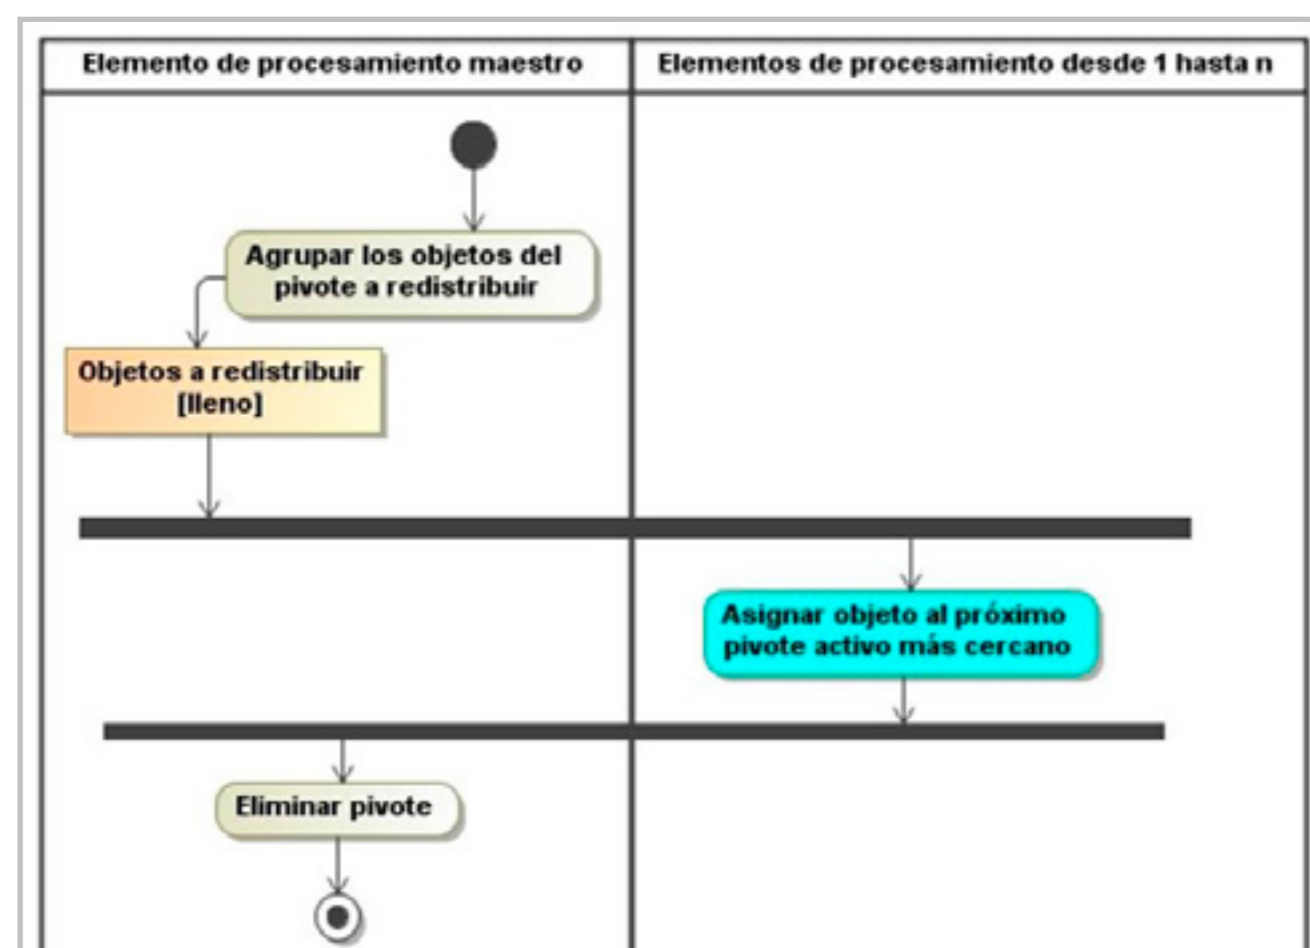 Elemento de procesamiento maestro
Elementos de procesamiento desde 1 hasta n
Agrupar los objetos del
pivote a redistribuir
Objetos a redistribuir
[lleno]
Asignar objeto al próximo
pivote activo más cercano
Eliminar pivote